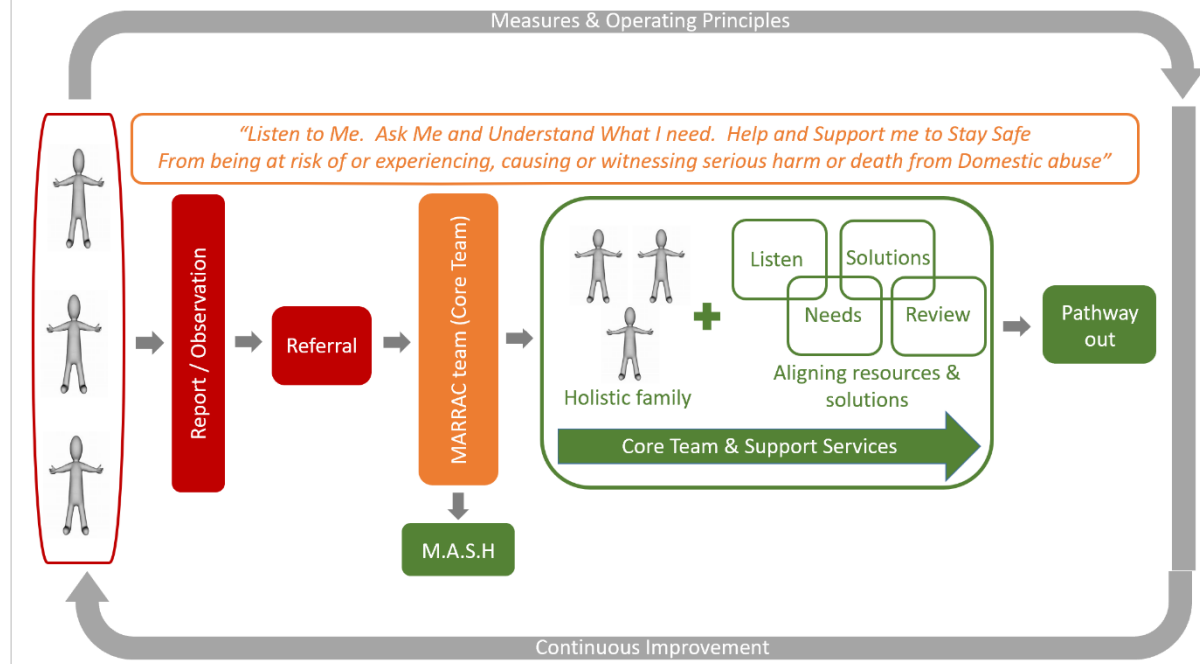 Measures & Operating Principles
“Listen to Me.  Ask Me and Understand What I need.  Help and Support me to Stay Safe
From being at risk of or experiencing, causing or witnessing serious harm or death from Domestic abuse”
Report / Observation
Referral
MARRAC team (Core Team)
M.A.S.H
Holistic family
Listen
Solutions
Needs
Review
Aligning resources &
solutions
Core Team & Support Services
Pathway
out
Continuous Improvement